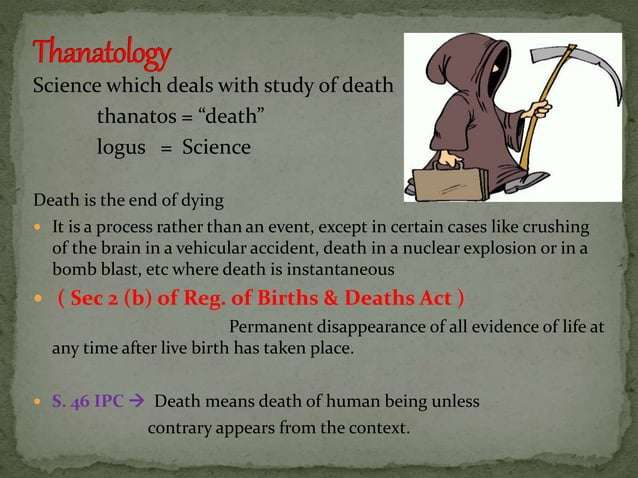 Thanatology
Science which deals with study of death
thanatos = “death”
logus = Science
Death is the end of dying
It is a process rather than an event, except in certain cases like crushing
of the brain in a vehicular accident, death in a nuclear explosion or in a
bomb blast, etc where death is instantaneous
( Sec 2 (b) of Reg. of Births & Deaths Act )
Permanent disappearance of all evidence of life at
any time after live birth has taken place.
S. 46 IPC → Death means death of human being unless
contrary appears from the context.